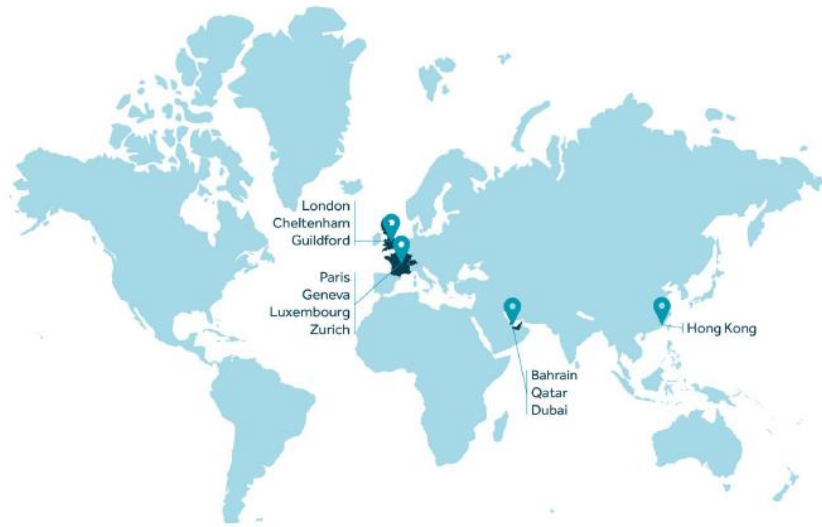 London
Cheltenham
Guildford
Paris
Geneva
Luxembourg
Zurich
Hong Kong
Bahrain
Qatar
Dubai